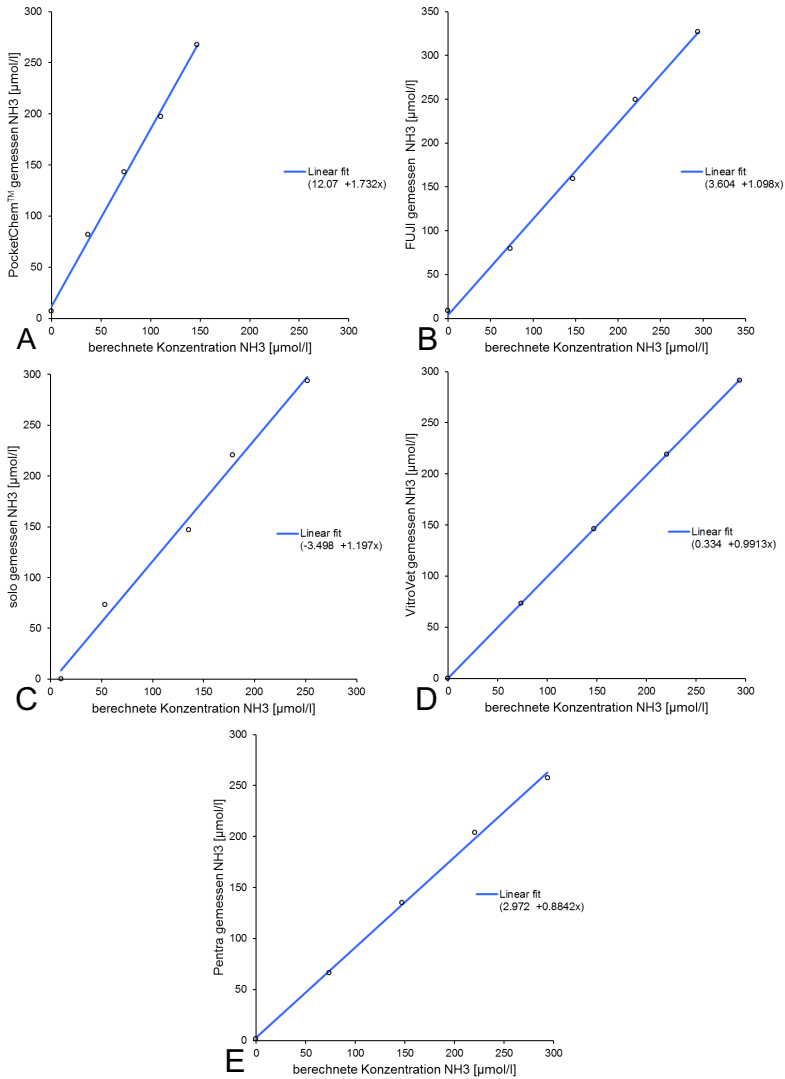 300
250
200
150
100
50
0
PocketChem™ gemessen NH3 [µmol/l]
Linear fit
(12.07 +1.732x)
0 50 100 150 200 250 300
berechnete Konzentration NH3 [µmol/l]
A
350
300
250
200
150
100
50
0
FUJI gemessen NH3 [µmol/l]
Linear fit
(3.604 +1.098x)
0 50 100 150 200 250 300 350
berechnete Konzentration NH3 [µmol/l]
B
300
250
200
150
100
50
0
solo gemessen NH3 [µmol/l]
Linear fit
(-3.498 +1.197x)
0 50 100 150 200 250 300
berechnete Konzentration NH3 [µmol/l]
C
300
250
200
150
100
50
0
VitroVet gemessen NH3 [µmol/l]
Linear fit
(0.334 +0.9913x)
0 50 100 150 200 250 300
berechnete Konzentration NH3 [µmol/l]
D
300
250
200
150
100
50
0
Pentra gemessen NH3 [µmol/l]
Linear fit
(2.972 +0.8842x)
0 50 100 150 200 250 300
berechnete Konzentration NH3 [µmol/l]
E